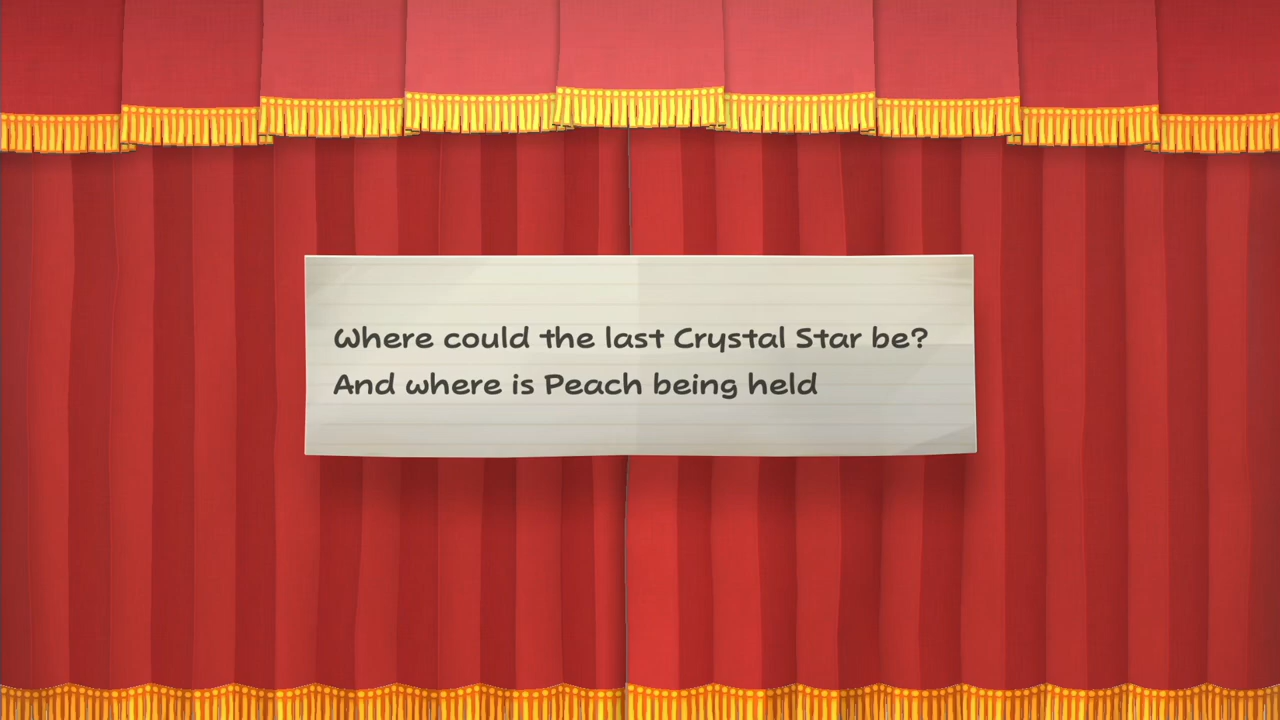 Where could the last Crystal Star be?
And where is Peach being held